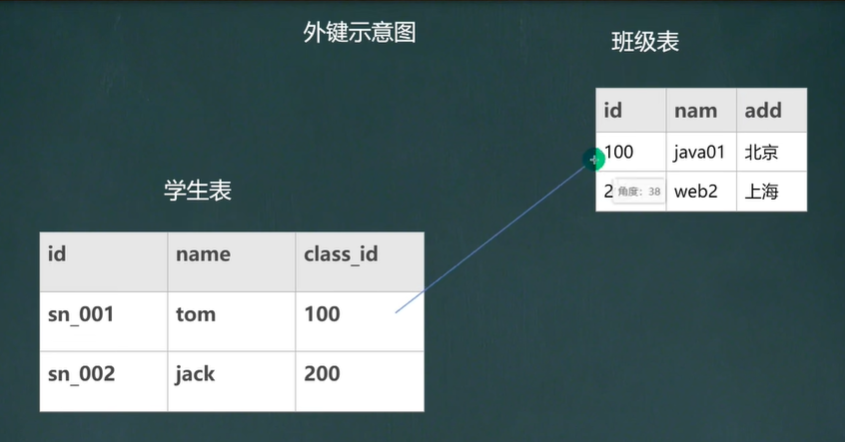 外键示意图
班级表
id nam add
100 java01 北京
2 角度：38 web2 上海
学生表
id name class_id
sn_001 tom 100
sn_002 jack 200